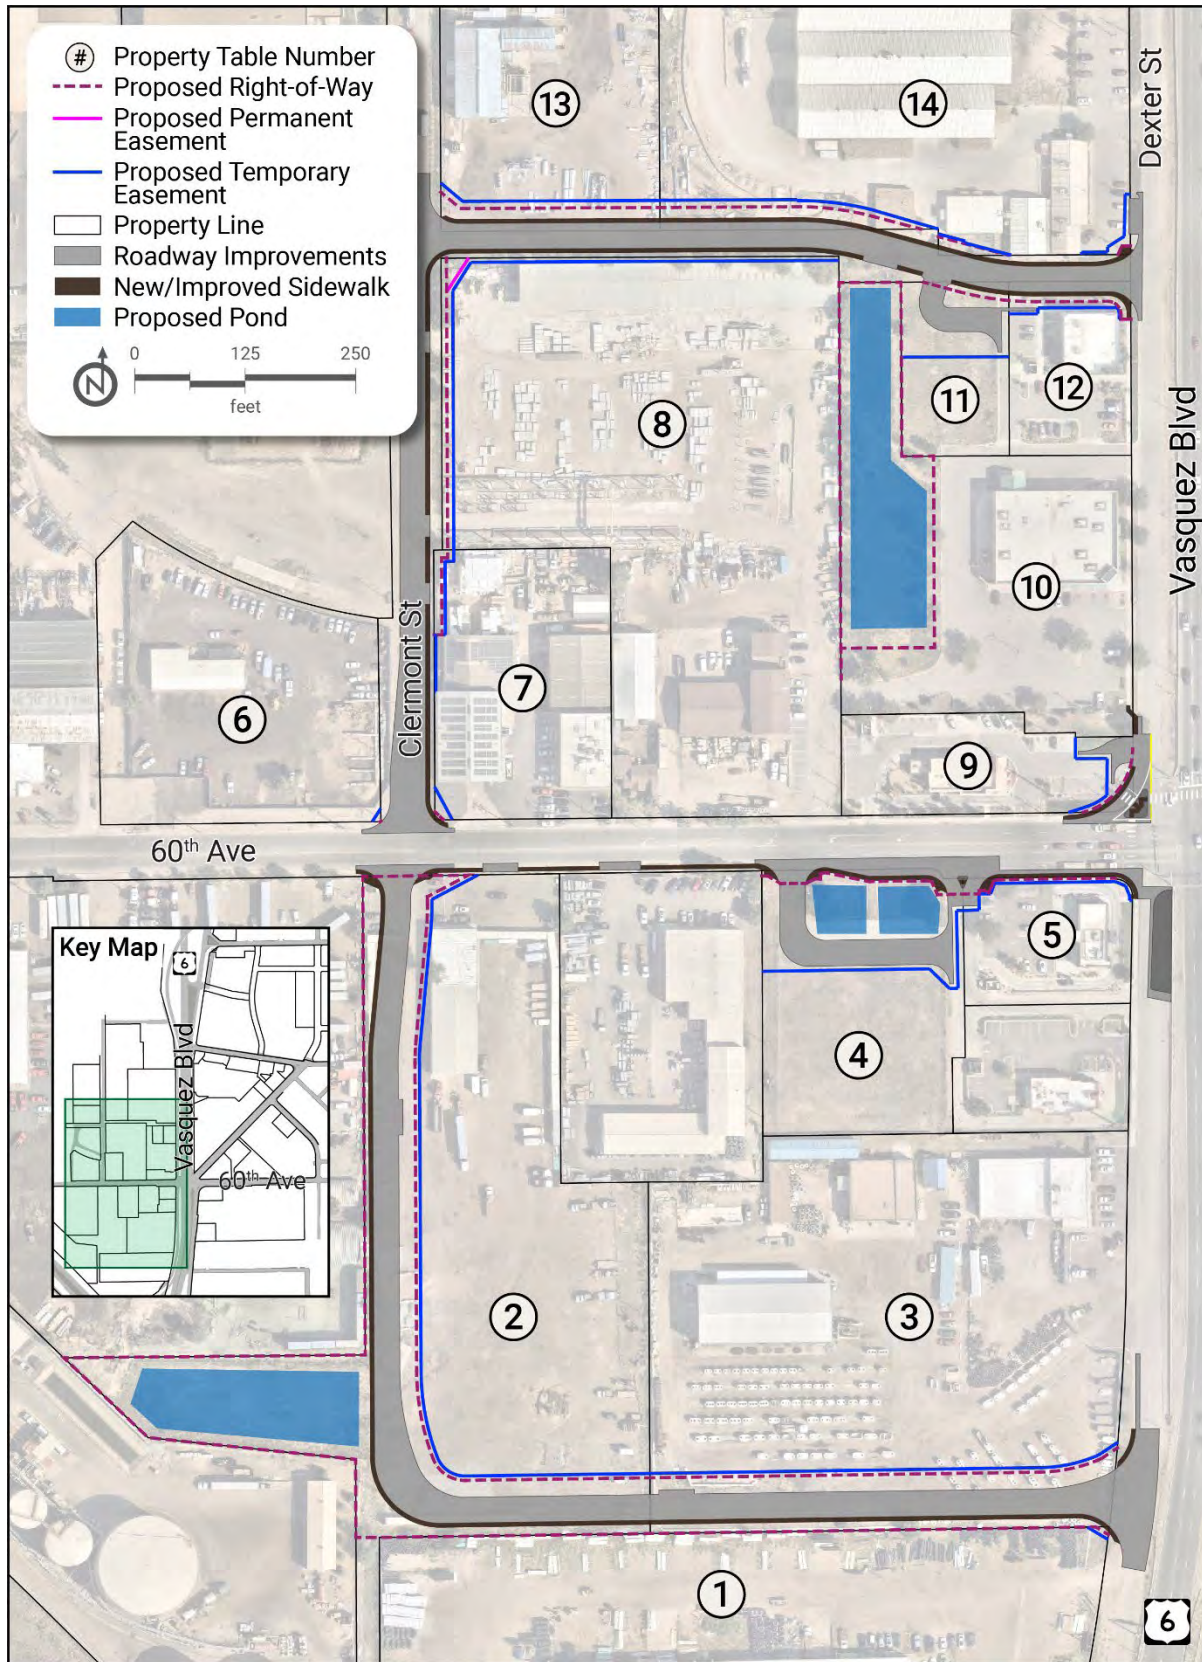 # Property Table Number
Proposed Right-of-Way
Proposed Permanent
Easement
Proposed Temporary
Easement
Property Line
Roadway Improvements
New/Improved Sidewalk
Proposed Pond
N
0 125 250
feet
13
14
Dexter St
8
11
12
Vasquez Blvd
10
Clermont St
7
6
9
60th Ave
5
Key Map
6
Vasquez Blvd
60th Ave
4
2
3
1
6